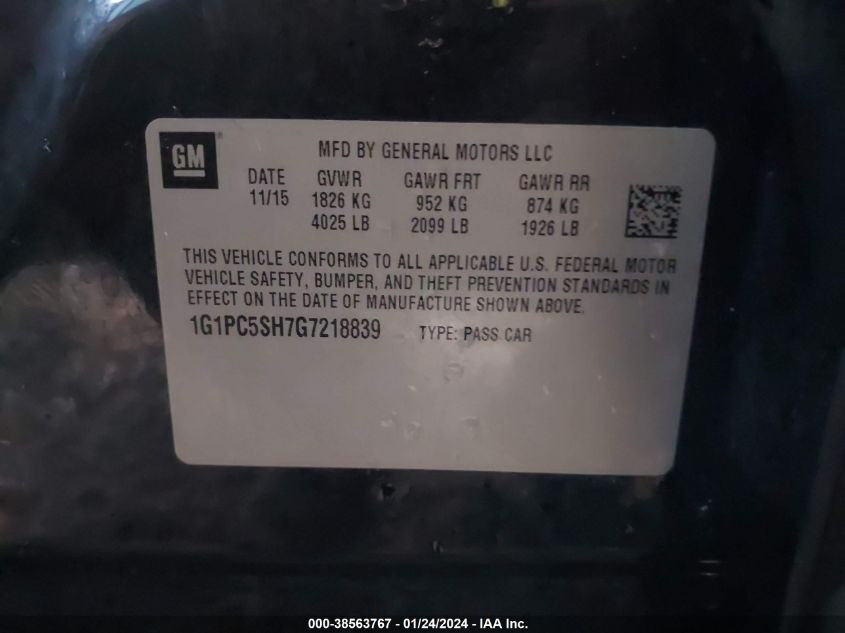 GM®
MFD BY GENERAL MOTORS LLC
DATE GVWR GAWR FRT GAWR RR
11/15 1826 KG 952 KG 874 KG
4025 LB 2099 LB 1926 LB
THIS VEHICLE CONFORMS TO ALL APPLICABLE U.S. FEDERAL MOTOR
VEHICLE SAFETY, BUMPER, AND THEFT PREVENTION STANDARDS IN
EFFECT ON THE DATE OF MANUFACTURE SHOWN ABOVE.
1G1PC5SH7G7218839 TYPE: PASS CAR
000-38563767 - 01/24/2024 - IAA Inc.